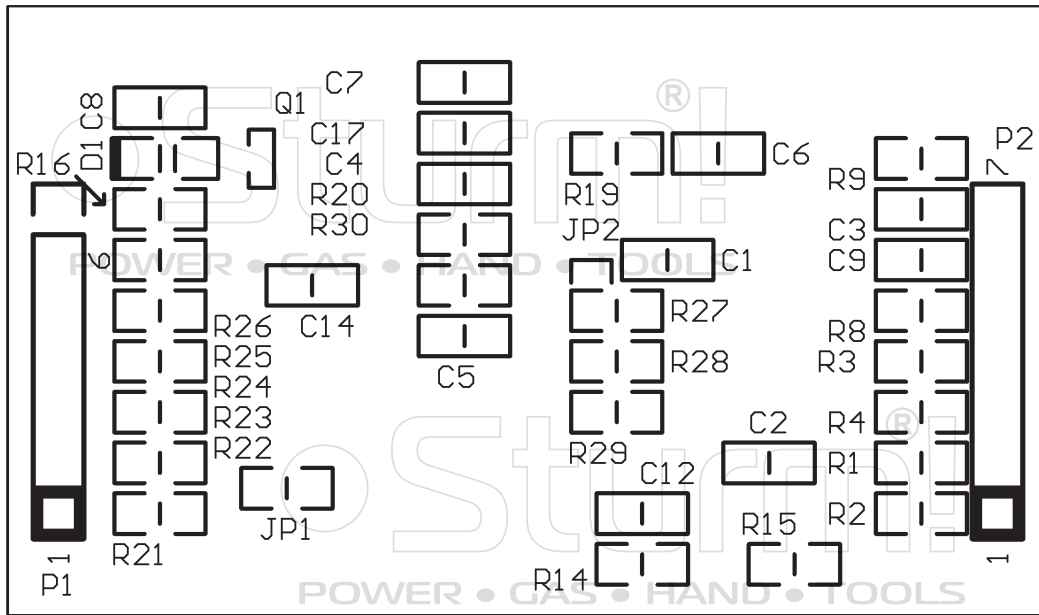 C7
Q1
C8
C17
D1
C4
C6
P2
7
R16
R20
R19
R9
R30
JP2
C3
6
C1
C9
C14
R27
R26
R8
R25
R28
R3
C5
R24
R23
R4
C2
R22
R29
R1
C12
JP1
R15
R2
R21
1
R14
1
P1
Sturm!®
POWER • GAS • HAND • TOOLS
Sturm!®
POWER • GAS • HAND • TOOLS